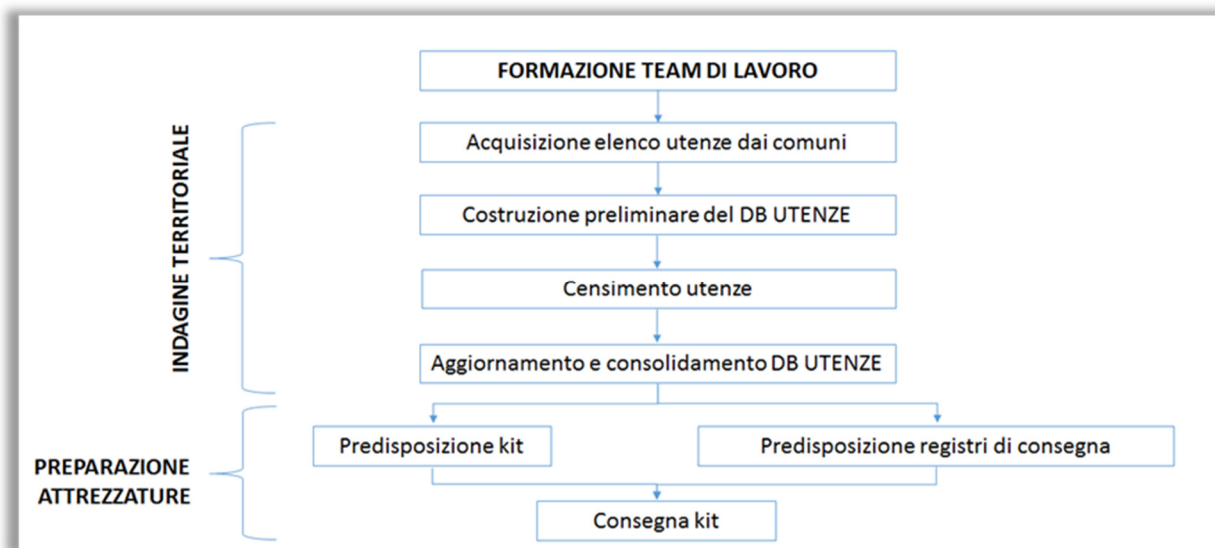 FORMAZIONE TEAM DI LAVORO
INDAGINE TERRITORIALE
Acquisizione elenco utenze dai comuni
Costruzione preliminare del DB UTENZE
Censimento utenze
Aggiornamento e consolidamento DB UTENZE
PREPARAZIONE
ATTREZZATURE
Predisposizione kit
Predisposizione registri di consegna
Consegna kit